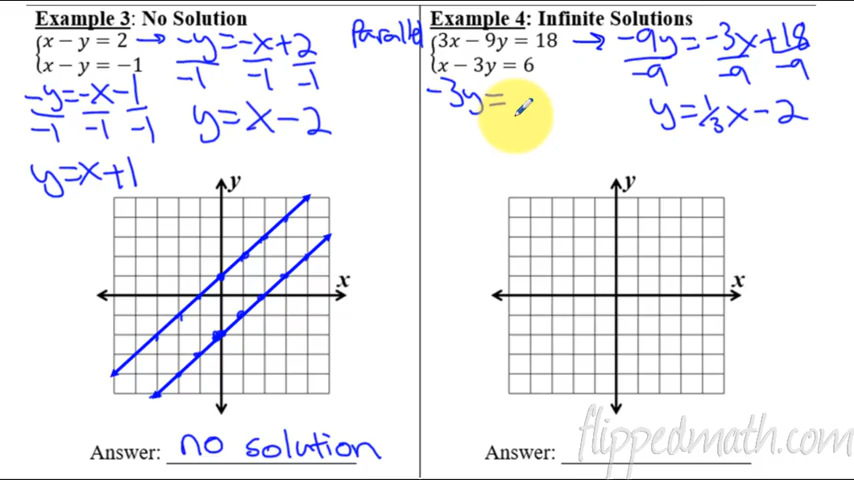 Example 3: No Solution
{x − y = 2 → -y = -x + 2
-1 -1 -1
{x − y = −1
-y = -x - 1
-1 -1 -1
y = x - 2
y = x + 1
Parallel
y
x
Answer: no solution
Example 4: Infinite Solutions
{3x − 9y = 18 → -9y = -3x + 18
-9 -9 -9
{x − 3y = 6
-3y =
y = 1/3 x - 2
y
x
Answer:
flippedmath.com